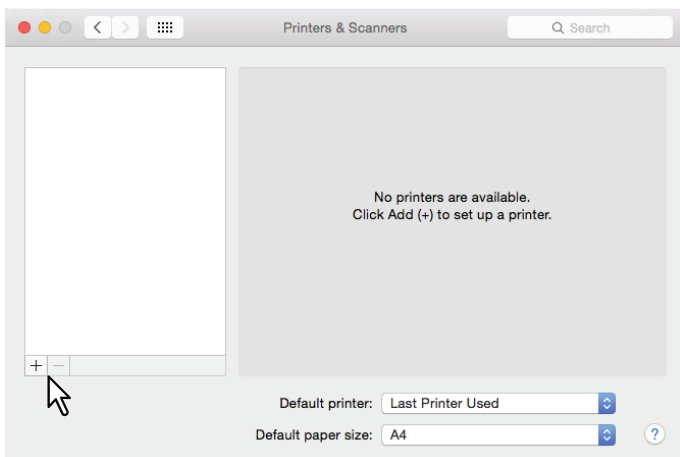 Printers & Scanners
Search
No printers are available.
Click Add (+) to set up a printer.
+ −
Default printer: Last Printer Used
Default paper size: A4
?